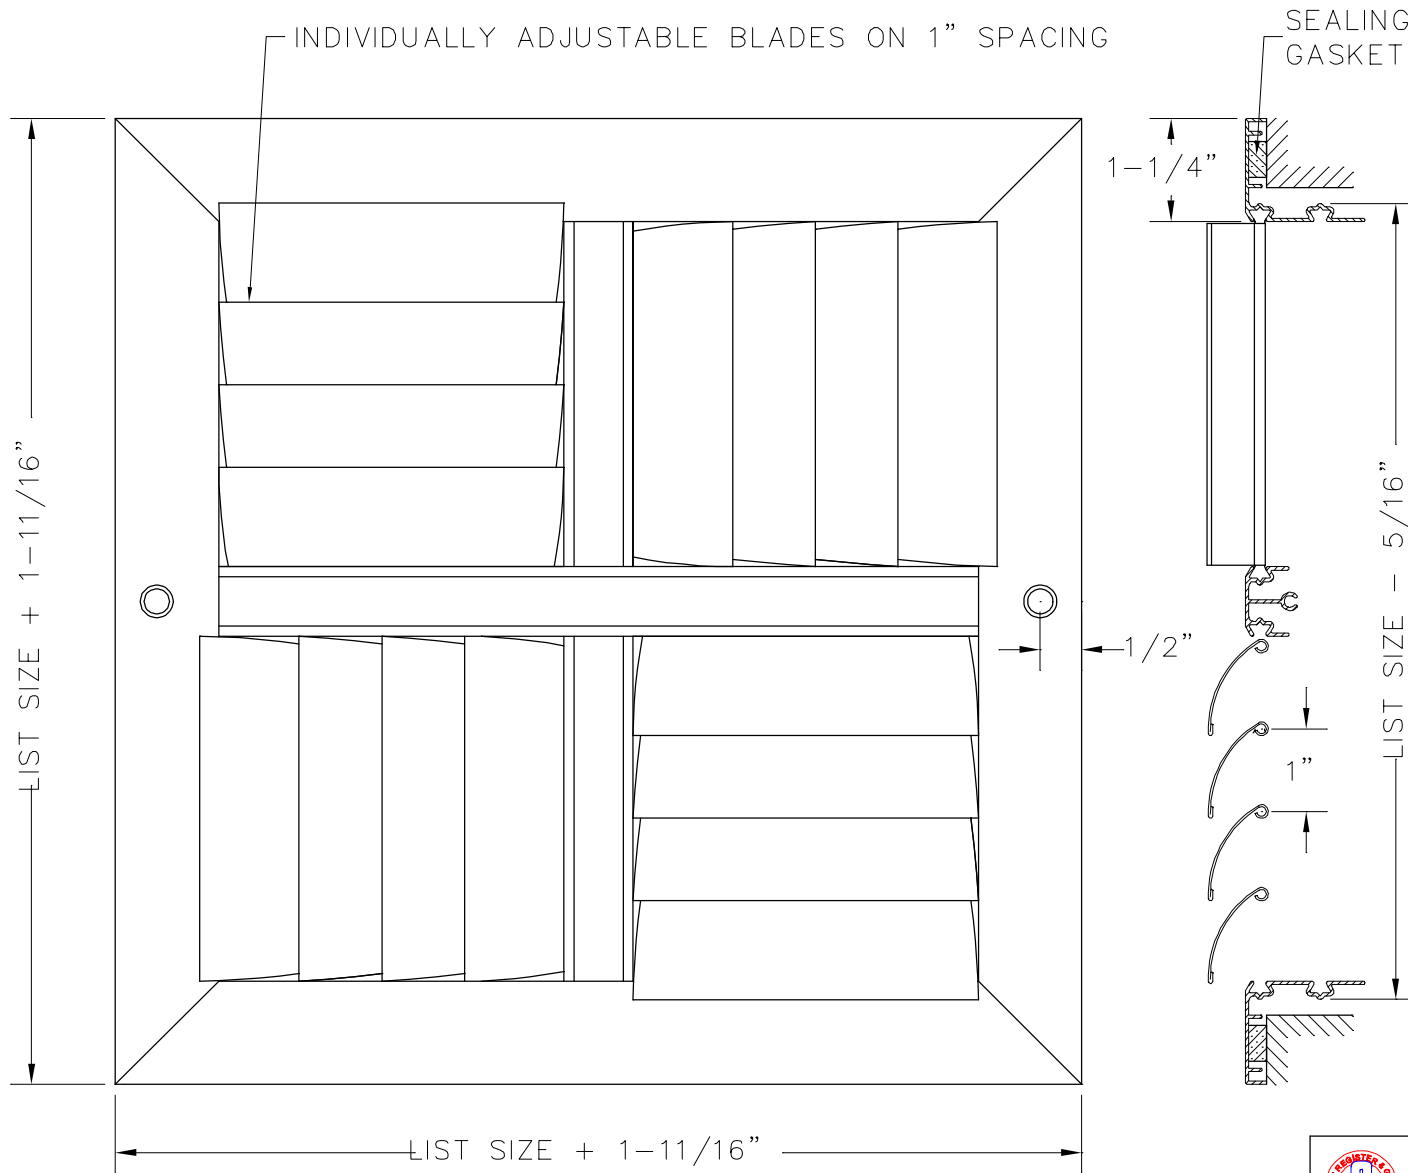 INDIVIDUALLY ADJUSTABLE BLADES ON 1” SPACING
SEALING
GASKET
1-1/4”
LIST SIZE + 1-11/16”
LIST SIZE - 5/16”
1/2”
1”
LIST SIZE + 1-11/16”
REGISTER &